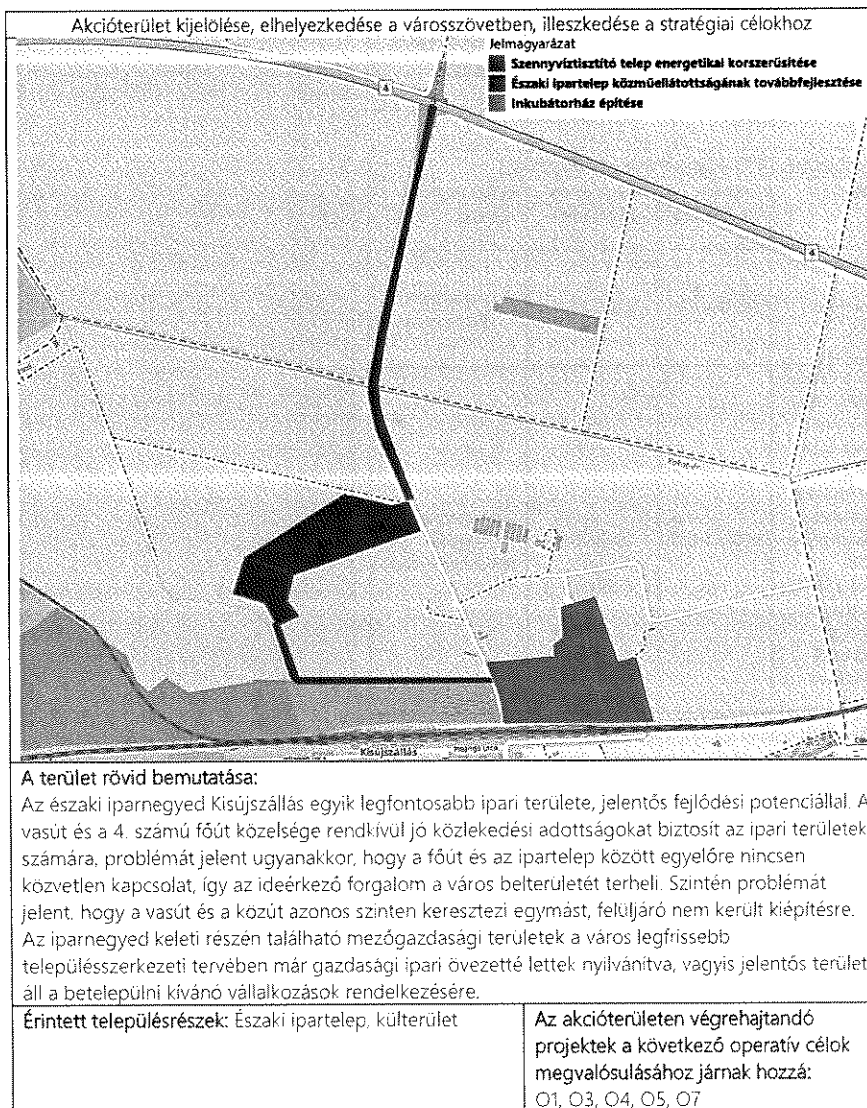 Akcióterület kijelölése, elhelyezkedése a városszövetben, illeszkedése a stratégiai célokhoz
Jelmagyarázat
Szennyvíztisztító telep energetikai korszerűsítése
Északi ipartelep közműellátottságának továbbfejlesztése
Inkubátorház építése
4
4
Kisújszállás
A terület rövid bemutatása:
Az északi iparnegyed Kisújszállás egyik legfontosabb ipari területe, jelentős fejlődési potenciállal. A
vasút és a 4. számú főút közelsége rendkívül jó közlekedési adottságokat biztosít az ipari területek
számára, problémát jelent ugyanakkor, hogy a főút és az ipartelep között egyelőre nincsen
közvetlen kapcsolat, így az ideérkező forgalom a város belterületét terheli. Szintén problémát
jelent, hogy a vasút és a közút azonos szinten keresztezi egymást, felüljáró nem került kiépítésre.
Az iparnegyed keleti részén található mezőgazdasági területek a város legfrissebb
településszerkezeti tervében már gazdasági ipari övezetté lettek nyilvánítva, vagyis jelentős terület
áll a betelepülni kívánó vállalkozások rendelkezésére.
Érintett településrészek: Északi ipartelep, külterület
Az akcióterületen végrehajtandó
projektek a következő operatív célok
megvalósulásához járnak hozzá:
O1, O3, O4, O5, O7